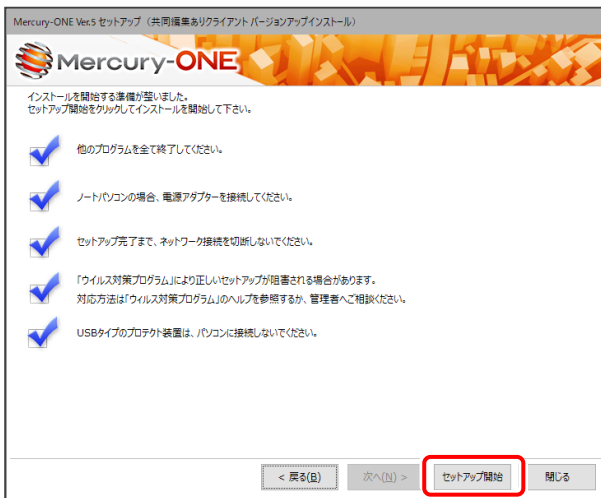 Mercury-ONE Ver.5 セットアップ（共同編集ありクライアント バージョンアップインストール）
Mercury-ONE
インストールを開始する準備が整いました。
セットアップ開始をクリックしてインストールを開始して下さい。
他のプログラムを全て終了してください。
ノートパソコンの場合、電源アダプターを接続してください。
セットアップ完了まで、ネットワーク接続を切断しないでください。
「ウイルス対策プログラム」により正しいセットアップが阻害される場合があります。
対応方法は「ウィルス対策プログラム」のヘルプを参照するか、管理者へご相談ください。
USBタイプのプロテクト装置は、パソコンに接続しないでください。
< 戻る(B) 次へ(N) > セットアップ開始 閉じる